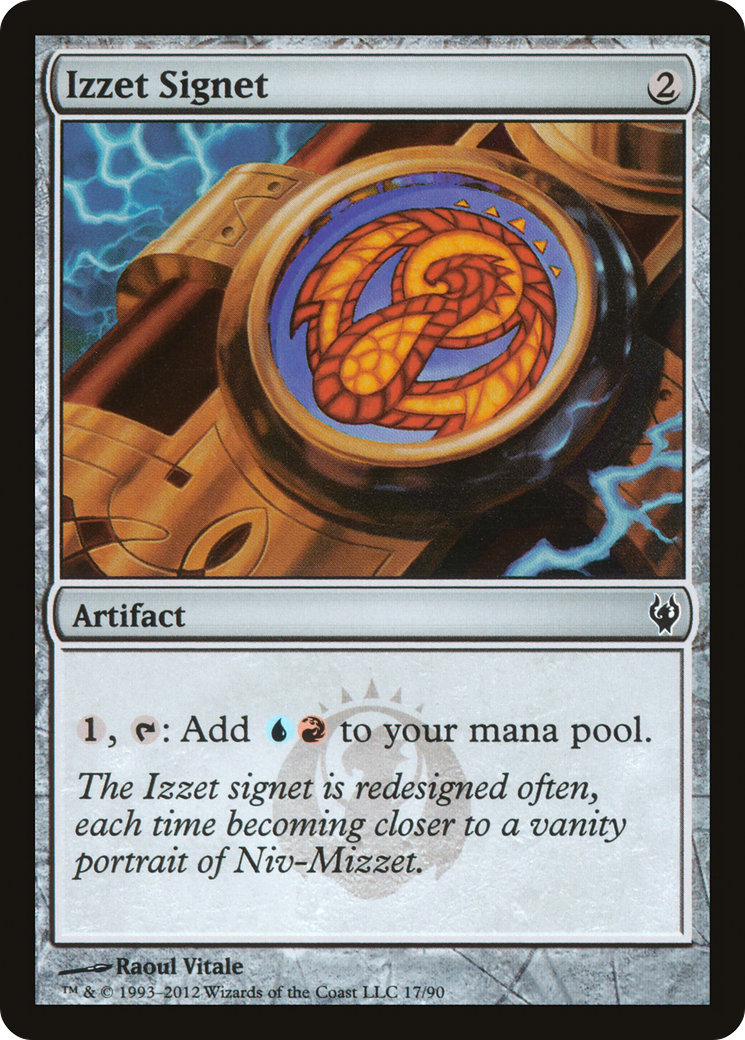 Izzet Signet 2
Artifact
1, : Add to your mana pool.
The Izzet signet is redesigned often,
each time becoming closer to a vanity
portrait of Niv-Mizzet.
Raoul Vitale
™ & © 1993–2012 Wizards of the Coast LLC 17/90